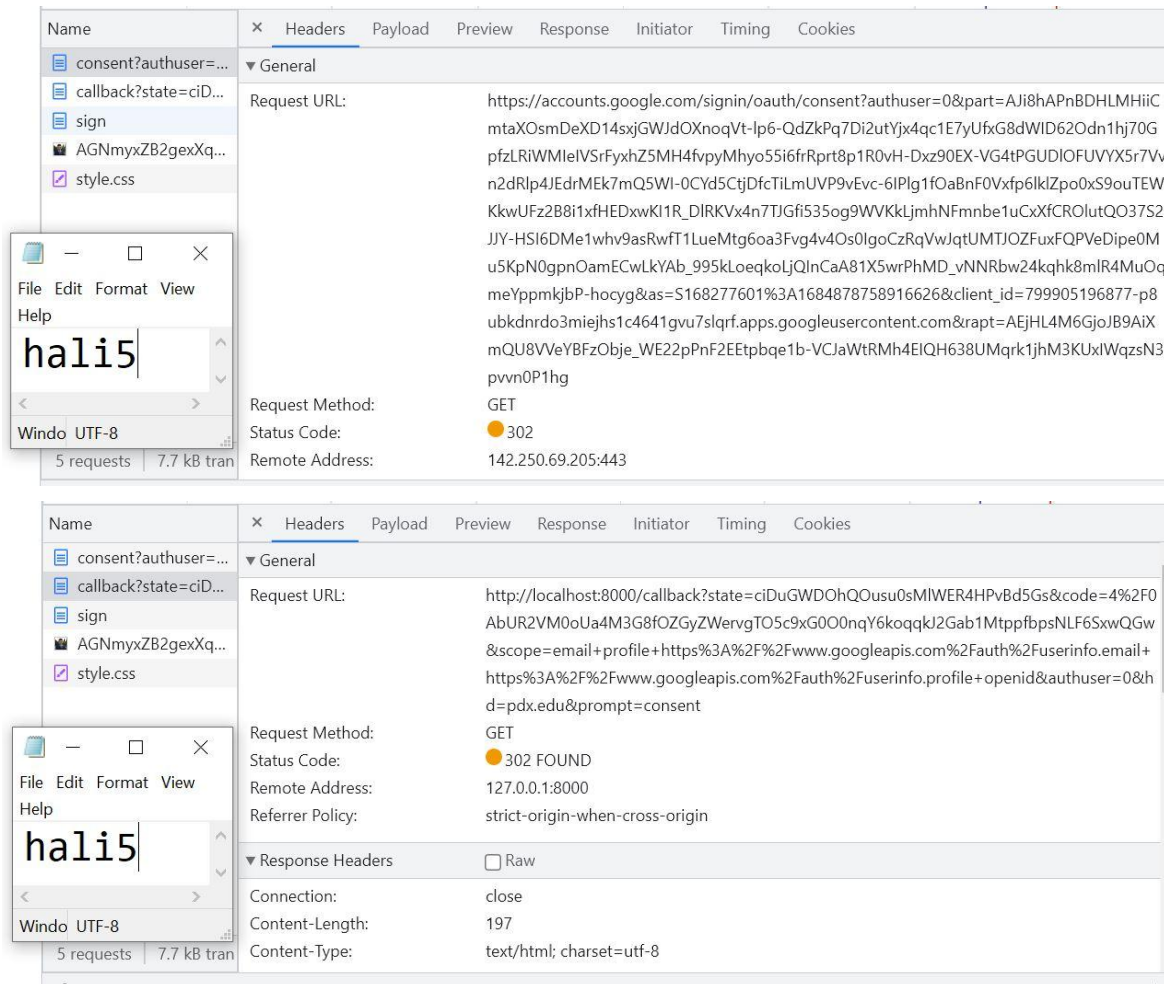 Name
× Headers Payload Preview Response Initiator Timing Cookies
consent?authuser=...
callback?state=ciD...
sign
AGNmyxZB2gexXq...
style.css
▼ General
Request URL:
https://accounts.google.com/signin/oauth/consent?authuser=0&part=AJi8hAPnBDHLMHiiC
mtaXOsmDeXD14sxjGWJdOXnoqVt-lp6-QdZkPq7Di2utYjx4qc1E7yUfxG8dWID62Odn1hj70G
pfzLRiWMIeIVSrFyxhZ5MH4fvpyMhyo55i6frRprt8p1R0vH-Dxz90EX-VG4tPGUDlOFUVYX5r7Vv
n2dRlp4JEdrMEk7mQ5WI-0CYd5CtjDfcTiLmUVP9vEvc-6IPlg1fOaBnF0Vxfp6lklZpo0xS9ouTEW
KkwUFz2B8i1xfHEDxwKI1R_DlRKVx4n7TJGfi535og9WVKkLjmhNFmnbe1uCxXfCROlutQO37S2
JJY-HSI6DMe1whv9asRwfT1LueMtg6oa3Fvg4v4Os0IgoCzRqVwJqtUMTJOZFuxFQPVeDipe0M
u5KpN0gpnOamECwLkYAb_995kLoeqkoLjQInCaA81X5wrPhMD_vNNRbw24kqhk8mlR4MuOq
meYppmkjbP-hocyg&as=S168277601%3A1684878758916626&client_id=799905196877-p8
ubkdnrdo3miejhs1c4641gvu7slqrf.apps.googleusercontent.com&rapt=AEjHL4M6GjoJB9AiX
mQU8VVeYBFzObje_WE22pPnF2EEtpbqe1b-VCJaWtRMh4EIQH638UMqrk1jhM3KUxIWqzsN3
pvvn0P1hg
Request Method: GET
Status Code: 302
Remote Address: 142.250.69.205:443
File Edit Format View
Help
hali5
Windo UTF-8
5 requests 7.7 kB tran
Name
× Headers Payload Preview Response Initiator Timing Cookies
consent?authuser=...
callback?state=ciD...
sign
AGNmyxZB2gexXq...
style.css
▼ General
Request URL:
http://localhost:8000/callback?state=ciDuGWDOhQOusu0sMlWER4HPvBd5Gs&code=4%2F0
AbUR2VM0oUa4M3G8fOZGyZWervgTO5c9xG0O0nqY6koqqkJ2Gab1MtppfbpsNLF6SxwQGw
&scope=email+profile+https%3A%2F%2Fwww.googleapis.com%2Fauth%2Fuserinfo.email+
https%3A%2F%2Fwww.googleapis.com%2Fauth%2Fuserinfo.profile+openid&authuser=0&h
d=pdx.edu&prompt=consent
Request Method: GET
Status Code: 302 FOUND
Remote Address: 127.0.0.1:8000
Referrer Policy: strict-origin-when-cross-origin
▼ Response Headers Raw
Connection: close
Content-Length: 197
Content-Type: text/html; charset=utf-8
File Edit Format View
Help
hali5
Windo UTF-8
5 requests 7.7 kB tran